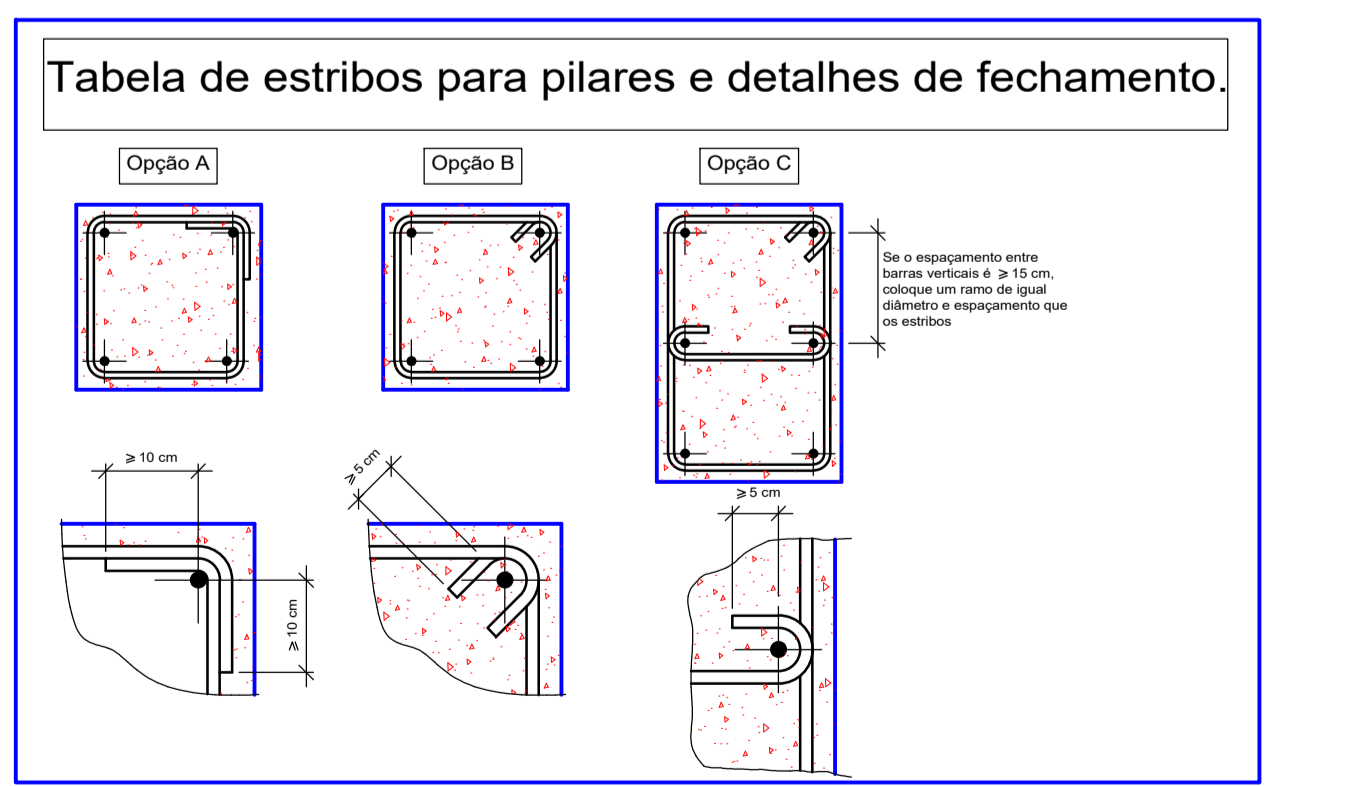 Tabela de estribos para pilares e detalhes de fechamento.
Opção A
Opção B
Opção C
Se o espaçamento entre
barras verticais é ⩾ 15 cm,
coloque um ramo de igual
diâmetro e espaçamento que
os estribos
⩾ 10 cm
⩾ 10 cm
⩾ 5 cm
⩾ 5 cm